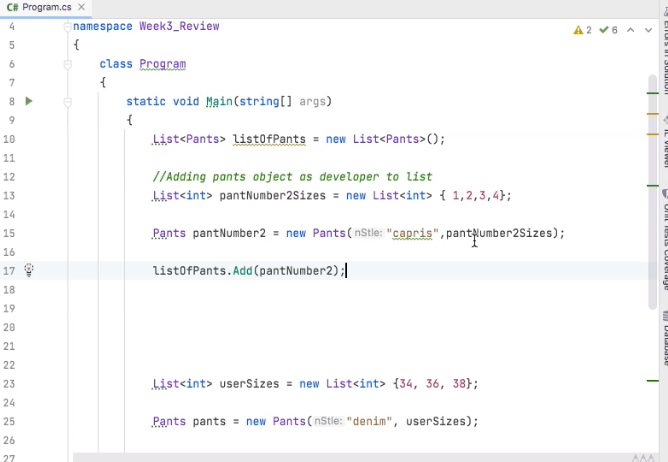 C# Program.cs ×
2 6
4 namespace Week3_Review
5 {
6 class Program
7 {
8 static void Main(string[] args)
9 {
10 List<Pants> listOfPants = new List<Pants>();
11
12 //Adding pants object as developer to list
13 List<int> pantNumber2Sizes = new List<int> { 1,2,3,4};
14
15 Pants pantNumber2 = new Pants( nStle: "capris",pantNumber2Sizes);
16
17 listOfPants.Add(pantNumber2);
18
19
20
21
22
23 List<int> userSizes = new List<int> {34, 36, 38};
24
25 Pants pants = new Pants( nStle: "denim", userSizes);
26
27
Errors in Solution
IL Viewer
Unit Tests Coverage
Database